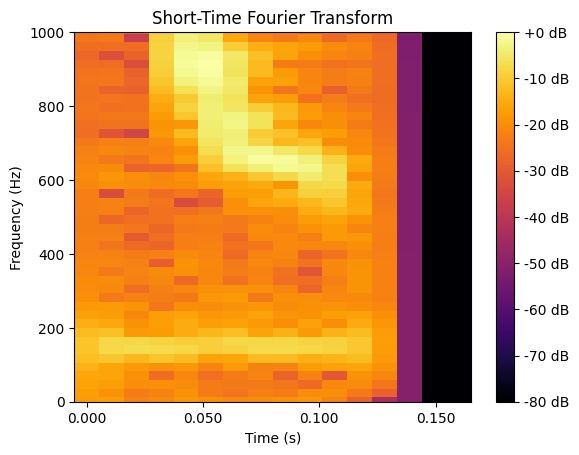 Short-Time Fourier Transform
1000
800
600
400
200
0
Frequency (Hz)
0.000
0.050
0.100
0.150
Time (s)
+0 dB
-10 dB
-20 dB
-30 dB
-40 dB
-50 dB
-60 dB
-70 dB
-80 dB